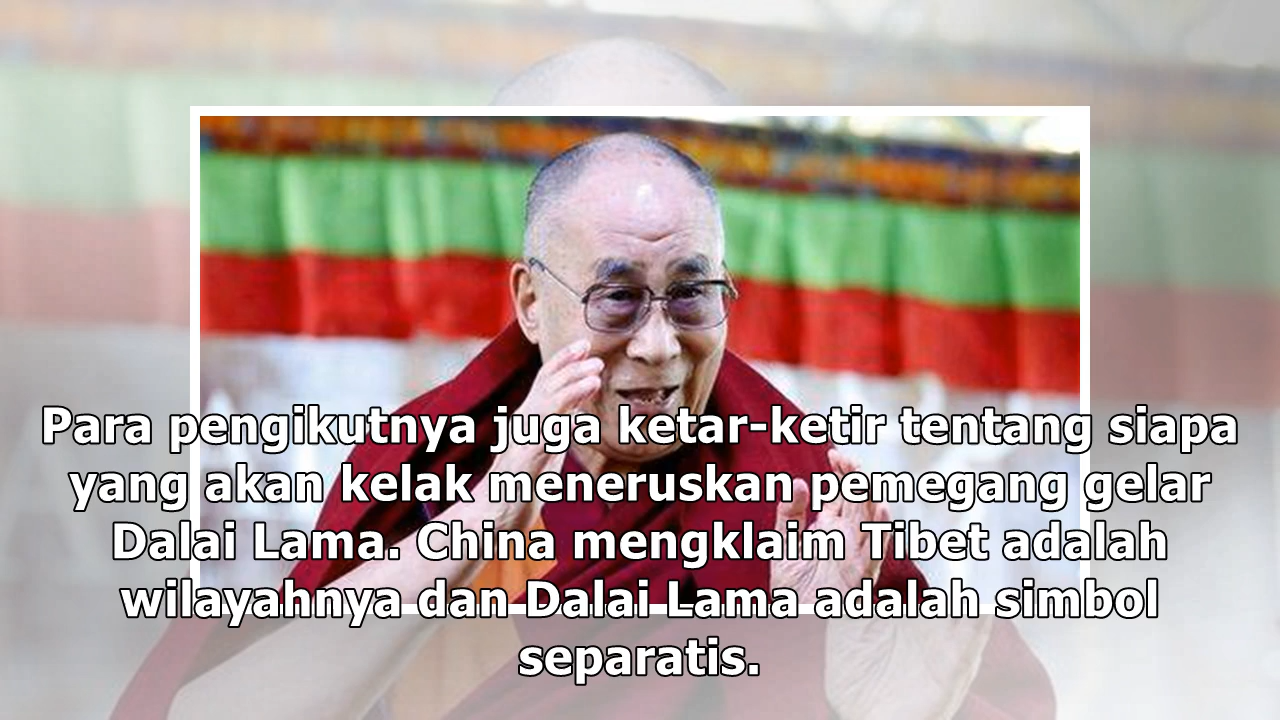 Para pengikutnya juga ketar-ketir tentang siapa
yang akan kelak meneruskan pemegang gelar
Dalai Lama. China mengklaim Tibet adalah
wilayahnya dan Dalai Lama adalah simbol
separatis.